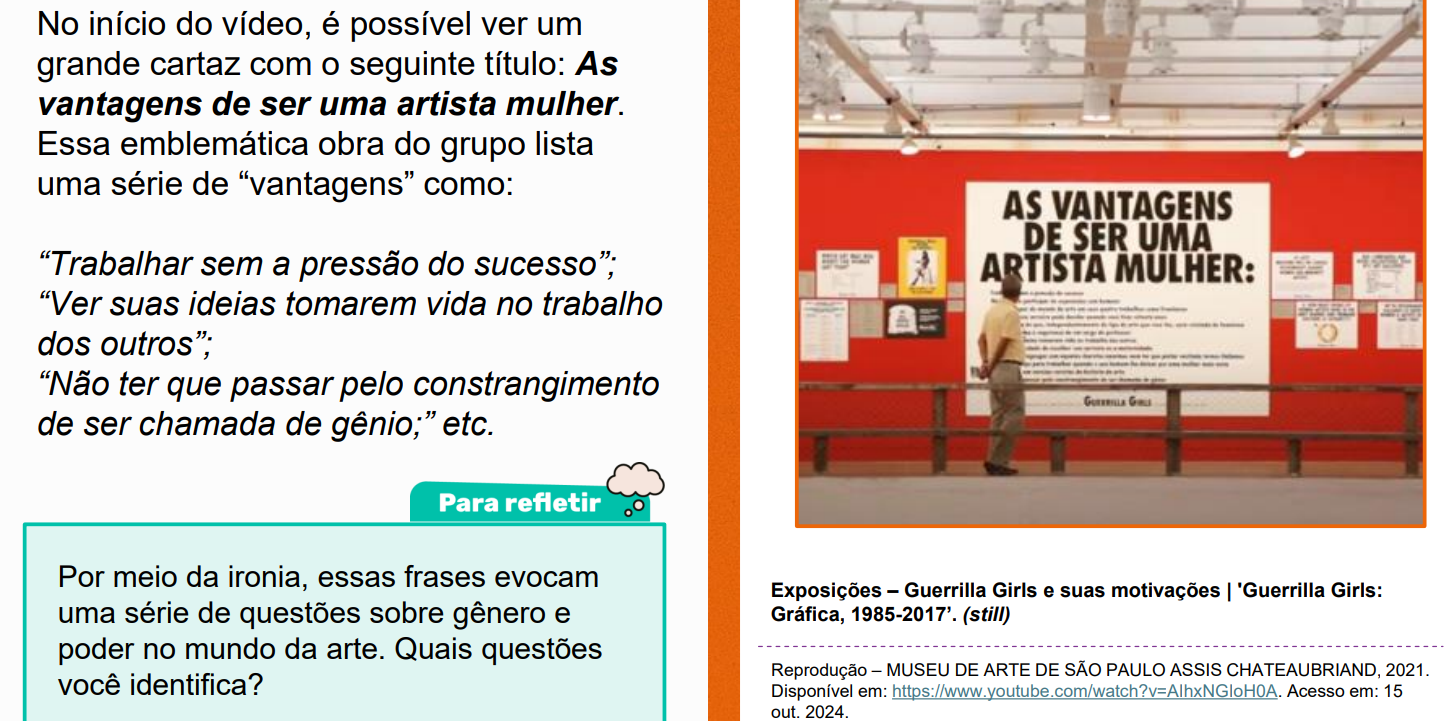 No início do vídeo, é possível ver um
grande cartaz com o seguinte título: As
vantagens de ser uma artista mulher.
Essa emblemática obra do grupo lista
uma série de “vantagens” como:
“Trabalhar sem a pressão do sucesso”;
“Ver suas ideias tomarem vida no trabalho
dos outros”;
“Não ter que passar pelo constrangimento
de ser chamada de gênio;” etc.
Para refletir
Por meio da ironia, essas frases evocam
uma série de questões sobre gênero e
poder no mundo da arte. Quais questões
você identifica?
AS VANTAGENS
DE SER UMA
ARTISTA MULHER:
GUERRILLA GIRLS
Exposições – Guerrilla Girls e suas motivações | 'Guerrilla Girls:
Gráfica, 1985-2017’. (still)
Reprodução – MUSEU DE ARTE DE SÃO PAULO ASSIS CHATEAUBRIAND, 2021.
Disponível em: https://www.youtube.com/watch?v=AIhxNGIoH0A. Acesso em: 15
out. 2024.